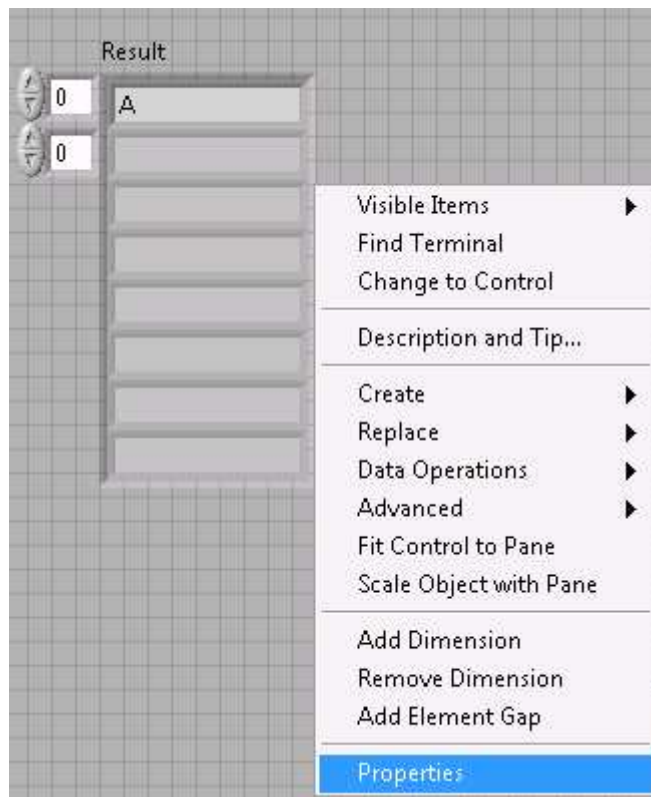 Result
0
A
0
Visible Items
Find Terminal
Change to Control
Description and Tip...
Create
Replace
Data Operations
Advanced
Fit Control to Pane
Scale Object with Pane
Add Dimension
Remove Dimension
Add Element Gap
Properties